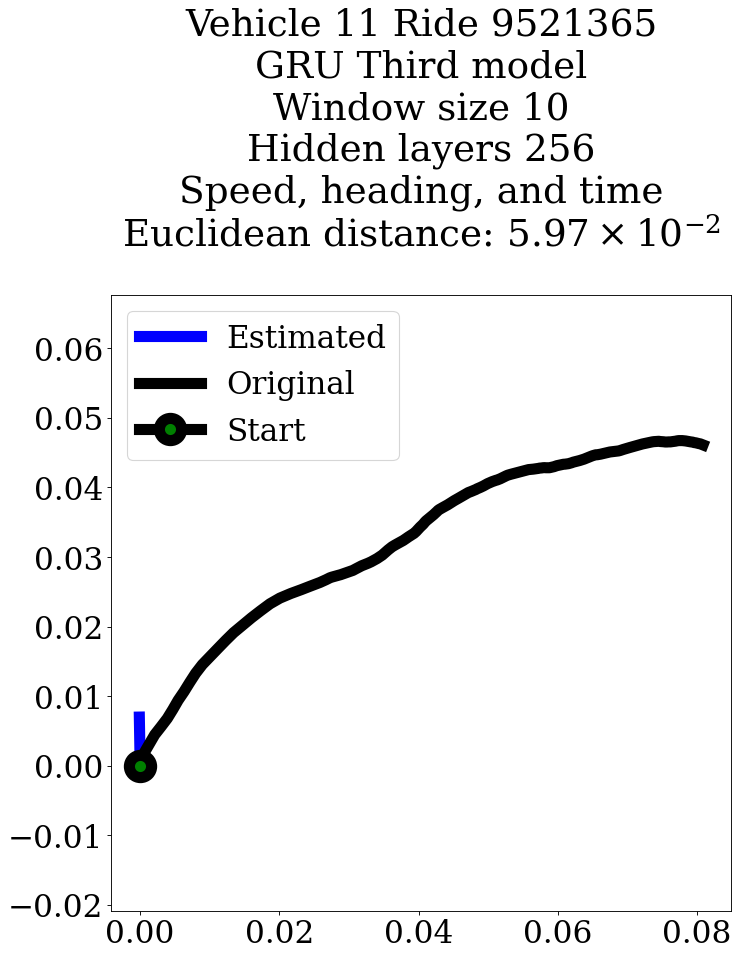 Vehicle 11 Ride 9521365
GRU Third model
Window size 10
Hidden layers 256
Speed, heading, and time
Euclidean distance: 5.97 × 10⁻²
Estimated
Original
Start
0.06
0.05
0.04
0.03
0.02
0.01
0.00
−0.01
−0.02
0.00 0.02 0.04 0.06 0.08